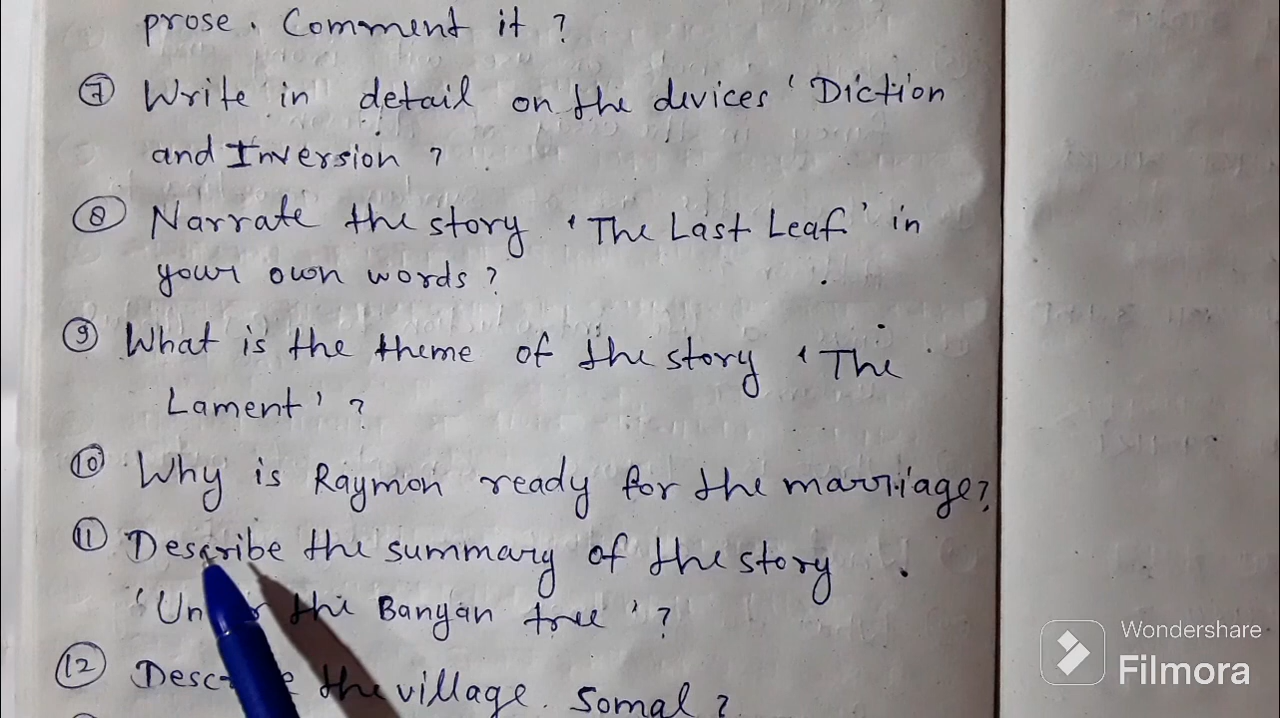 prose. Comment it ?
⑦ Write in detail on the devices 'Diction
and Inversion ?
⑧ Narrate the story 'The Last Leaf' in
your own words ?
⑨ What is the theme of the story 'The
Lament' ?
⑩ Why is Raymon ready for the marriage?
⑪ Describe the summary of the story
the Banyan tree' ?
⑫ the village. Somal ?
Wondershare
Filmora